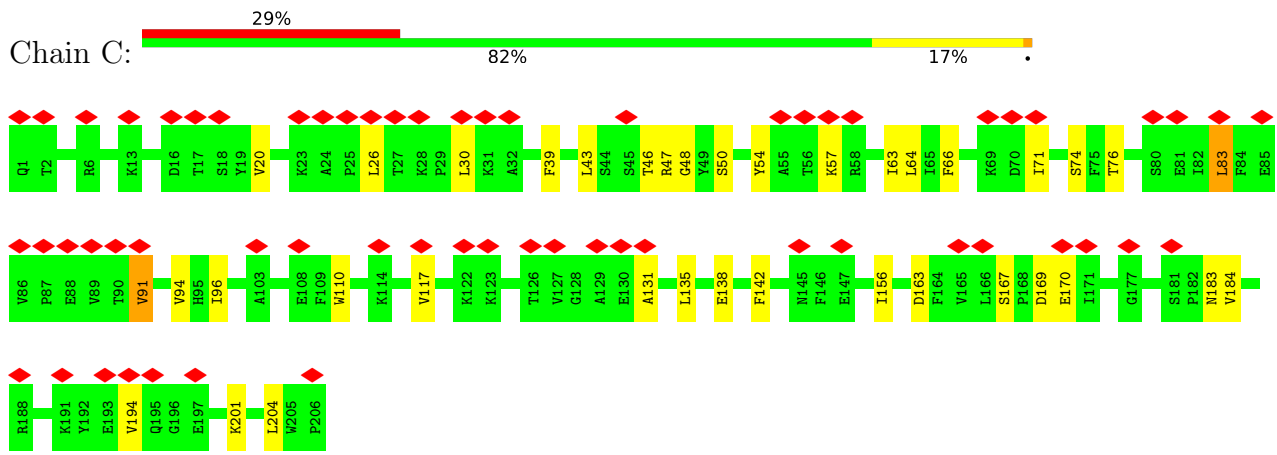 29%
Chain C:
82% 17% •
Q1 T2 R6 K13 D16 T17 S18 Y19 V20 K23 A24 P25 L26 T27 K28 P29 L30 K31 A32 F39 L43 S44 S45 T46 R47 G48 Y49 S50 Y54 A55 T56 K57 R58 I63 L64 I65 F66 K69 D70 I71 S74 F75 T76 S80 E81 I82 L83 F84 E85
V86 P87 E88 V89 T90 V91 V94 H95 I96 A103 E108 F109 W110 K114 V117 K122 K123 T126 V127 G128 A129 E130 A131 L135 E138 F142 N145 F146 E147 I156 D163 F164 V165 L166 S167 P168 D169 E170 I171 G177 S181 P182 N183 V184
R188 K191 Y192 E193 V194 Q195 G196 E197 K201 L204 W205 P206